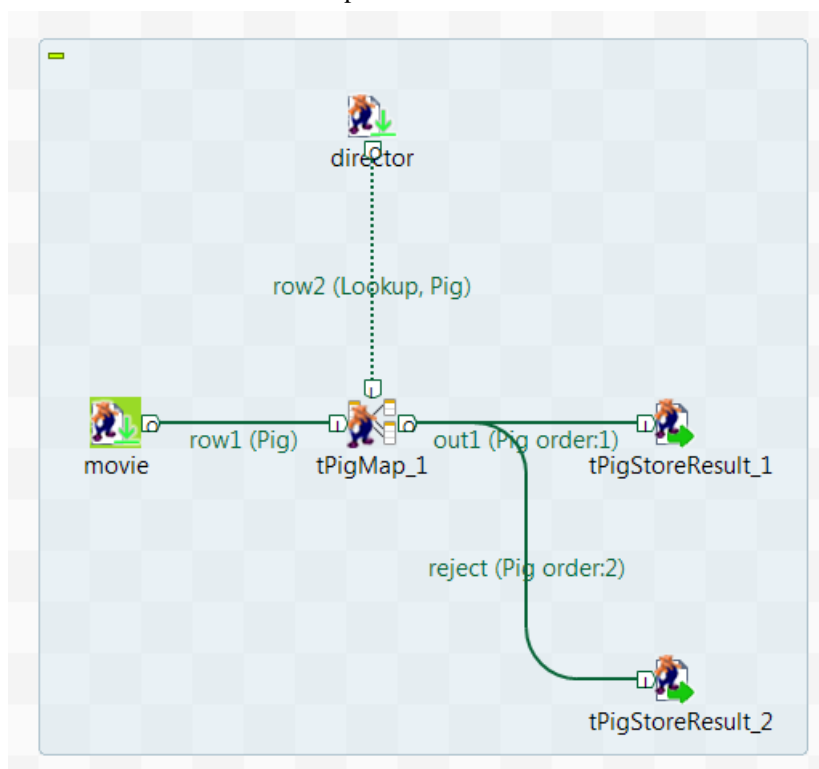 director
row2 (Lookup, Pig)
row1 (Pig)
out1 (Pig order:1)
movie
tPigMap_1
tPigStoreResult_1
reject (Pig order:2)
tPigStoreResult_2